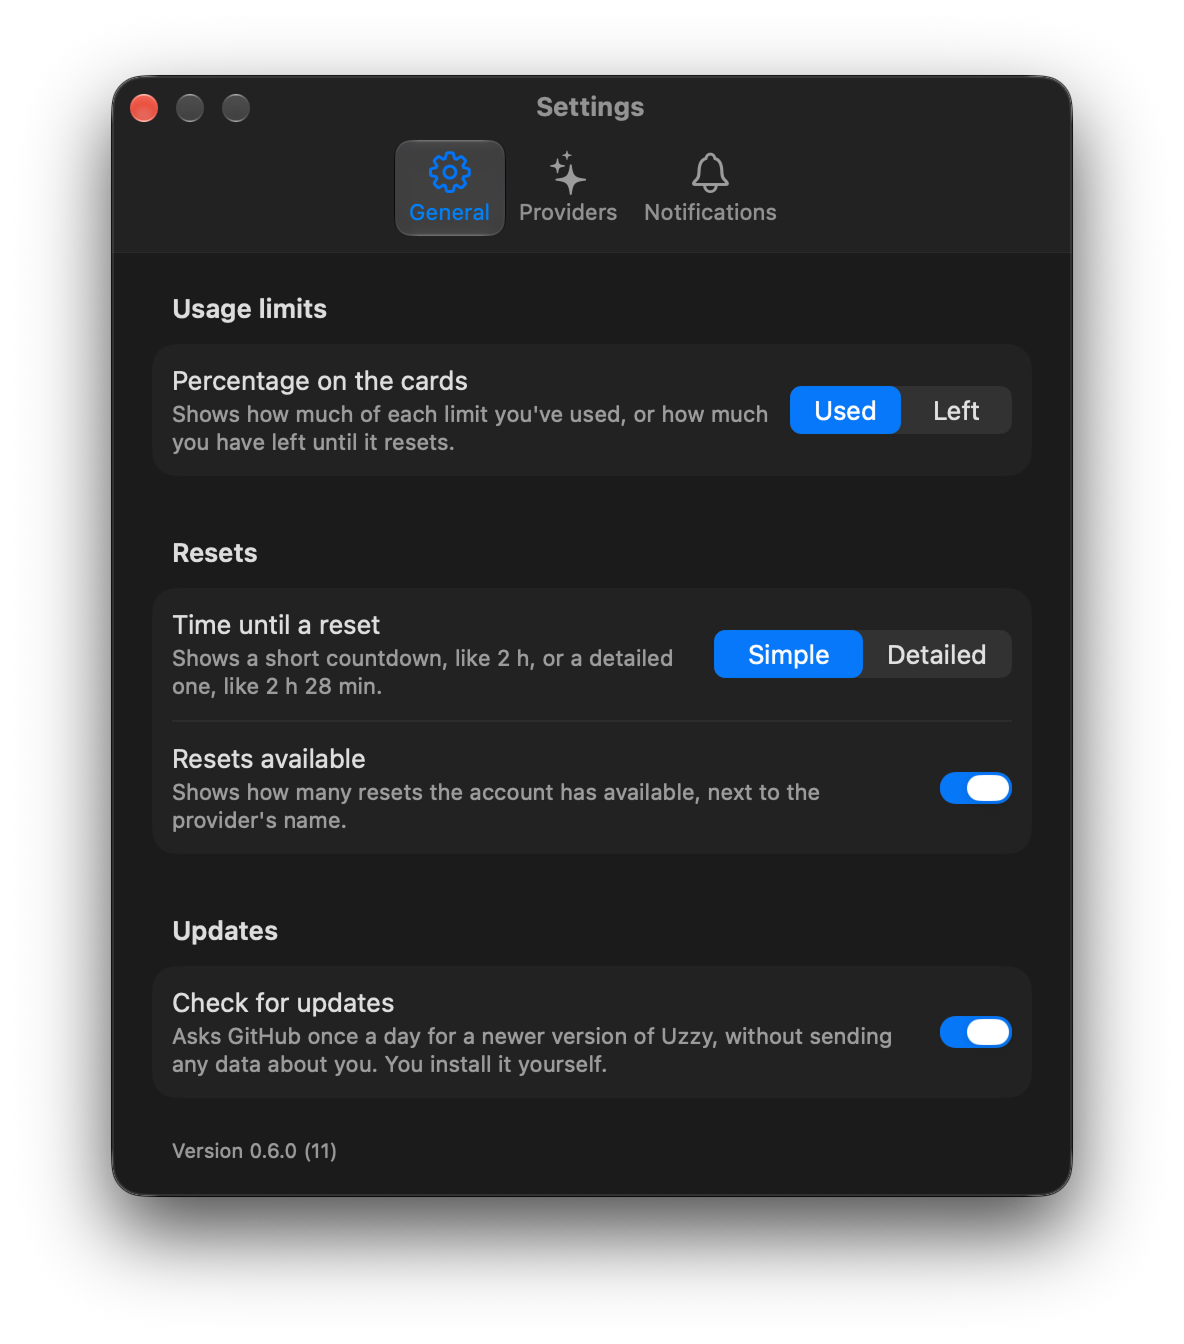 Settings
General
Providers
Notifications
Usage limits
Percentage on the cards
Shows how much of each limit you've used, or how much
you have left until it resets.
Used
Left
Resets
Time until a reset
Shows a short countdown, like 2 h, or a detailed
one, like 2 h 28 min.
Simple
Detailed
Resets available
Shows how many resets the account has available, next to the
provider's name.
Updates
Check for updates
Asks GitHub once a day for a newer version of Uzzy, without sending
any data about you. You install it yourself.
Version 0.6.0 (11)